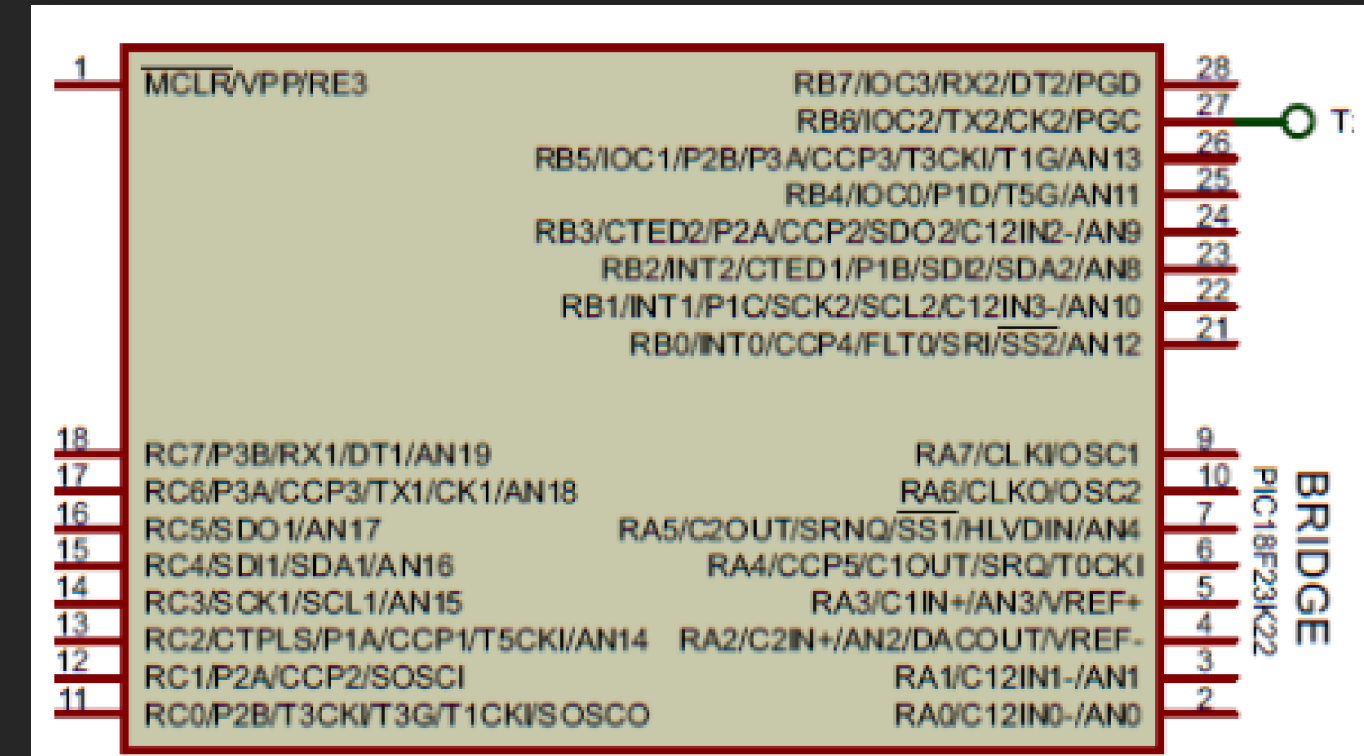 1 MCLR/VPP/RE3 RB7/IOC3/RX2/DT2/PGD 28
RB6/IOC2/TX2/CK2/PGC 27
RB5/IOC1/P2B/P3A/CCP3/T3CKI/T1G/AN13 26
RB4/IOC0/P1D/T5G/AN11 25
RB3/CTED2/P2A/CCP2/SDO2/C12IN2-/AN9 24
RB2/INT2/CTED1/P1B/SDI2/SDA2/AN8 23
RB1/INT1/P1C/SCK2/SCL2/C12IN3-/AN10 22
RB0/INT0/CCP4/FLT0/SRI/SS2/AN12 21
18 RC7/P3B/RX1/DT1/AN19 RA7/CLKI/OSC1 9
17 RC6/P3A/CCP3/TX1/CK1/AN18 RA6/CLKO/OSC2 10
16 RC5/SDO1/AN17 RA5/C2OUT/SRNQ/SS1/HLVDIN/AN4 7
15 RC4/SDI1/SDA1/AN16 RA4/CCP5/C1OUT/SRQ/T0CKI 6
14 RC3/SCK1/SCL1/AN15 RA3/C1IN+/AN3/VREF+ 5
13 RC2/CTPLS/P1A/CCP1/T5CKI/AN14 RA2/C2IN+/AN2/DACOUT/VREF- 4
12 RC1/P2A/CCP2/SOSCI RA1/C12IN1-/AN1 3
11 RC0/P2B/T3CKI/T3G/T1CKI/SOSCO RA0/C12IN0-/AN0 2
BRIDGE
PIC18F23K22